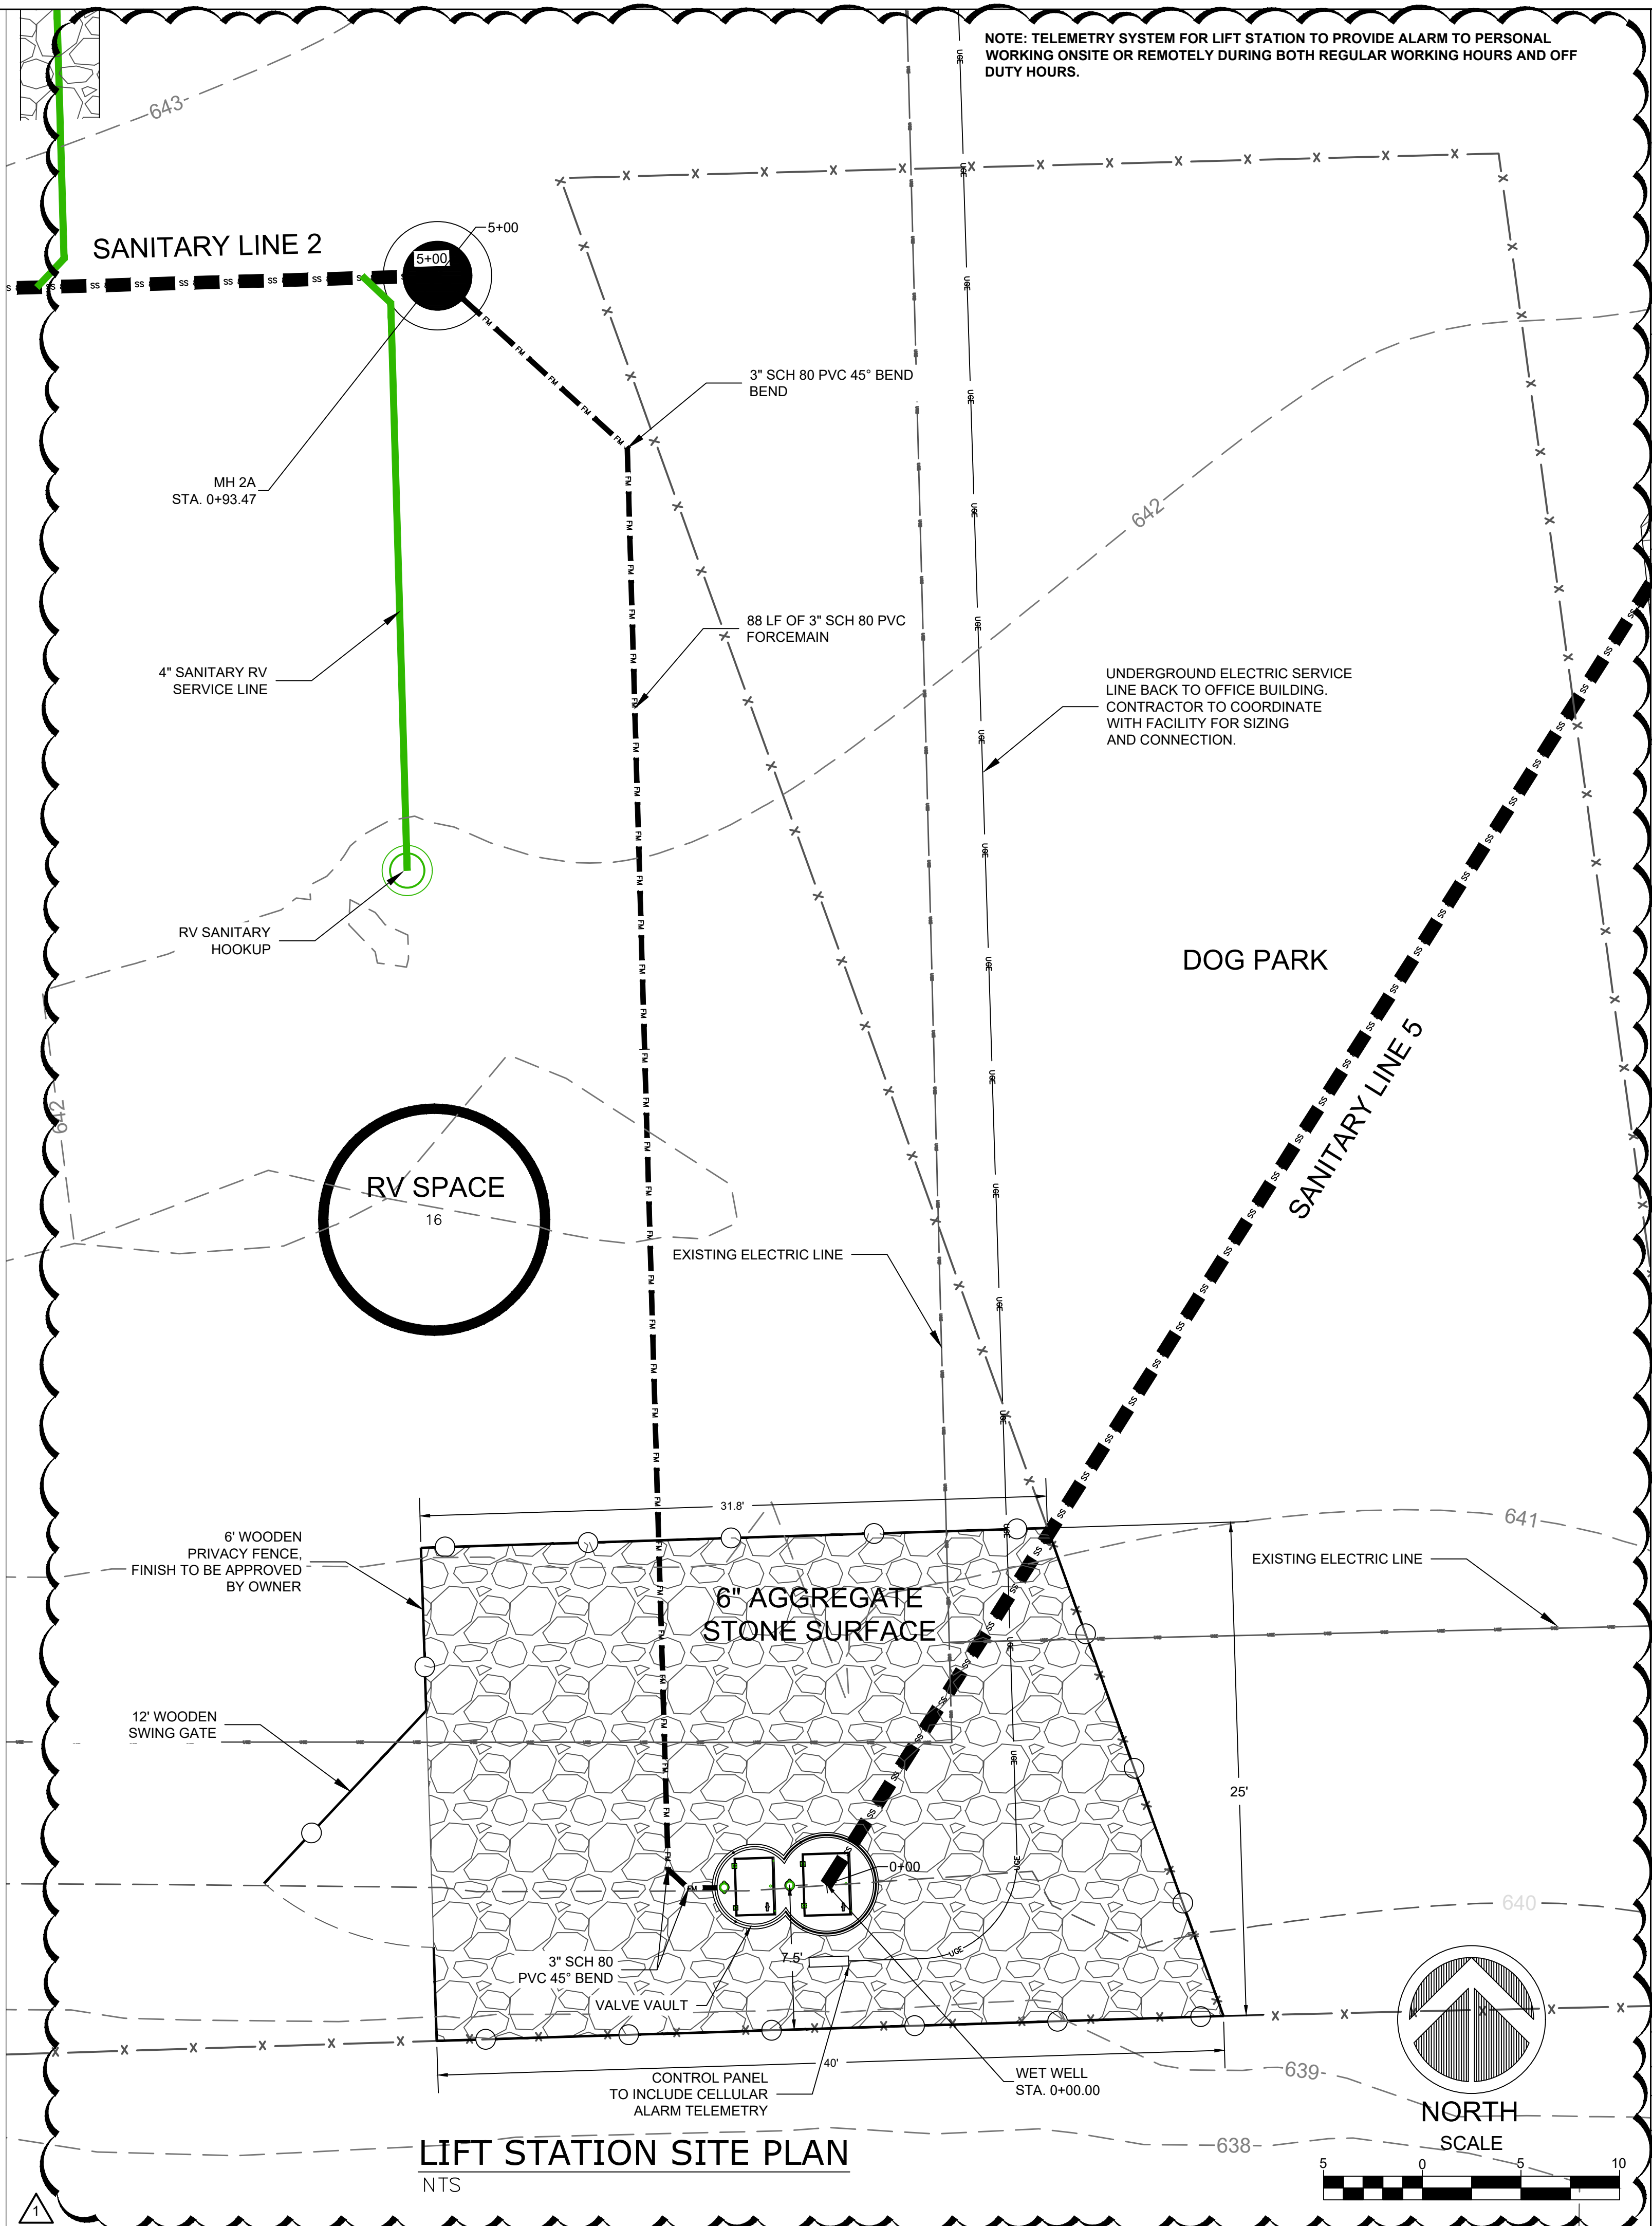 NOTE: TELEMETRY SYSTEM FOR LIFT STATION TO PROVIDE ALARM TO PERSONAL
WORKING ONSITE OR REMOTELY DURING BOTH REGULAR WORKING HOURS AND OFF
DUTY HOURS.
643
SANITARY LINE 2
5+00
5+00
3" SCH 80 PVC 45° BEND
BEND
MH 2A
STA. 0+93.47
642
88 LF OF 3" SCH 80 PVC
FORCEMAIN
4" SANITARY RV
SERVICE LINE
UNDERGROUND ELECTRIC SERVICE
LINE BACK TO OFFICE BUILDING.
CONTRACTOR TO COORDINATE
WITH FACILITY FOR SIZING
AND CONNECTION.
RV SANITARY
HOOKUP
DOG PARK
SANITARY LINE 5
642
RV SPACE
16
EXISTING ELECTRIC LINE
31.8'
641
6' WOODEN
PRIVACY FENCE,
FINISH TO BE APPROVED
BY OWNER
EXISTING ELECTRIC LINE
6" AGGREGATE
STONE SURFACE
12' WOODEN
SWING GATE
25'
0+00
640
7.5'
3" SCH 80
PVC 45° BEND
VALVE VAULT
40'
CONTROL PANEL
TO INCLUDE CELLULAR
ALARM TELEMETRY
WET WELL
STA. 0+00.00
639
NORTH
SCALE
638
5 0 5 10
LIFT STATION SITE PLAN
NTS
1